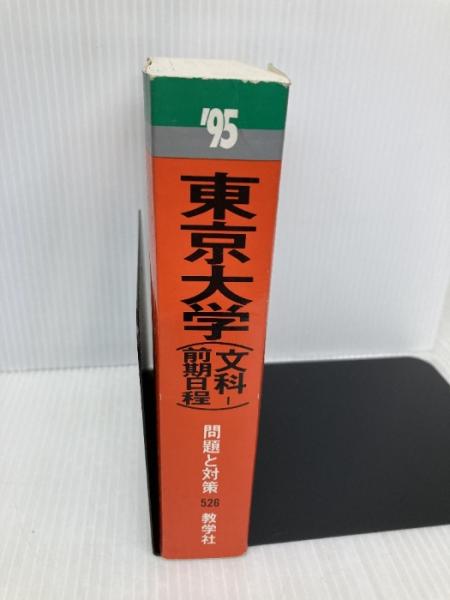 '95
東京大学
(文科-
前期日程)
問題と対策
526
教学社